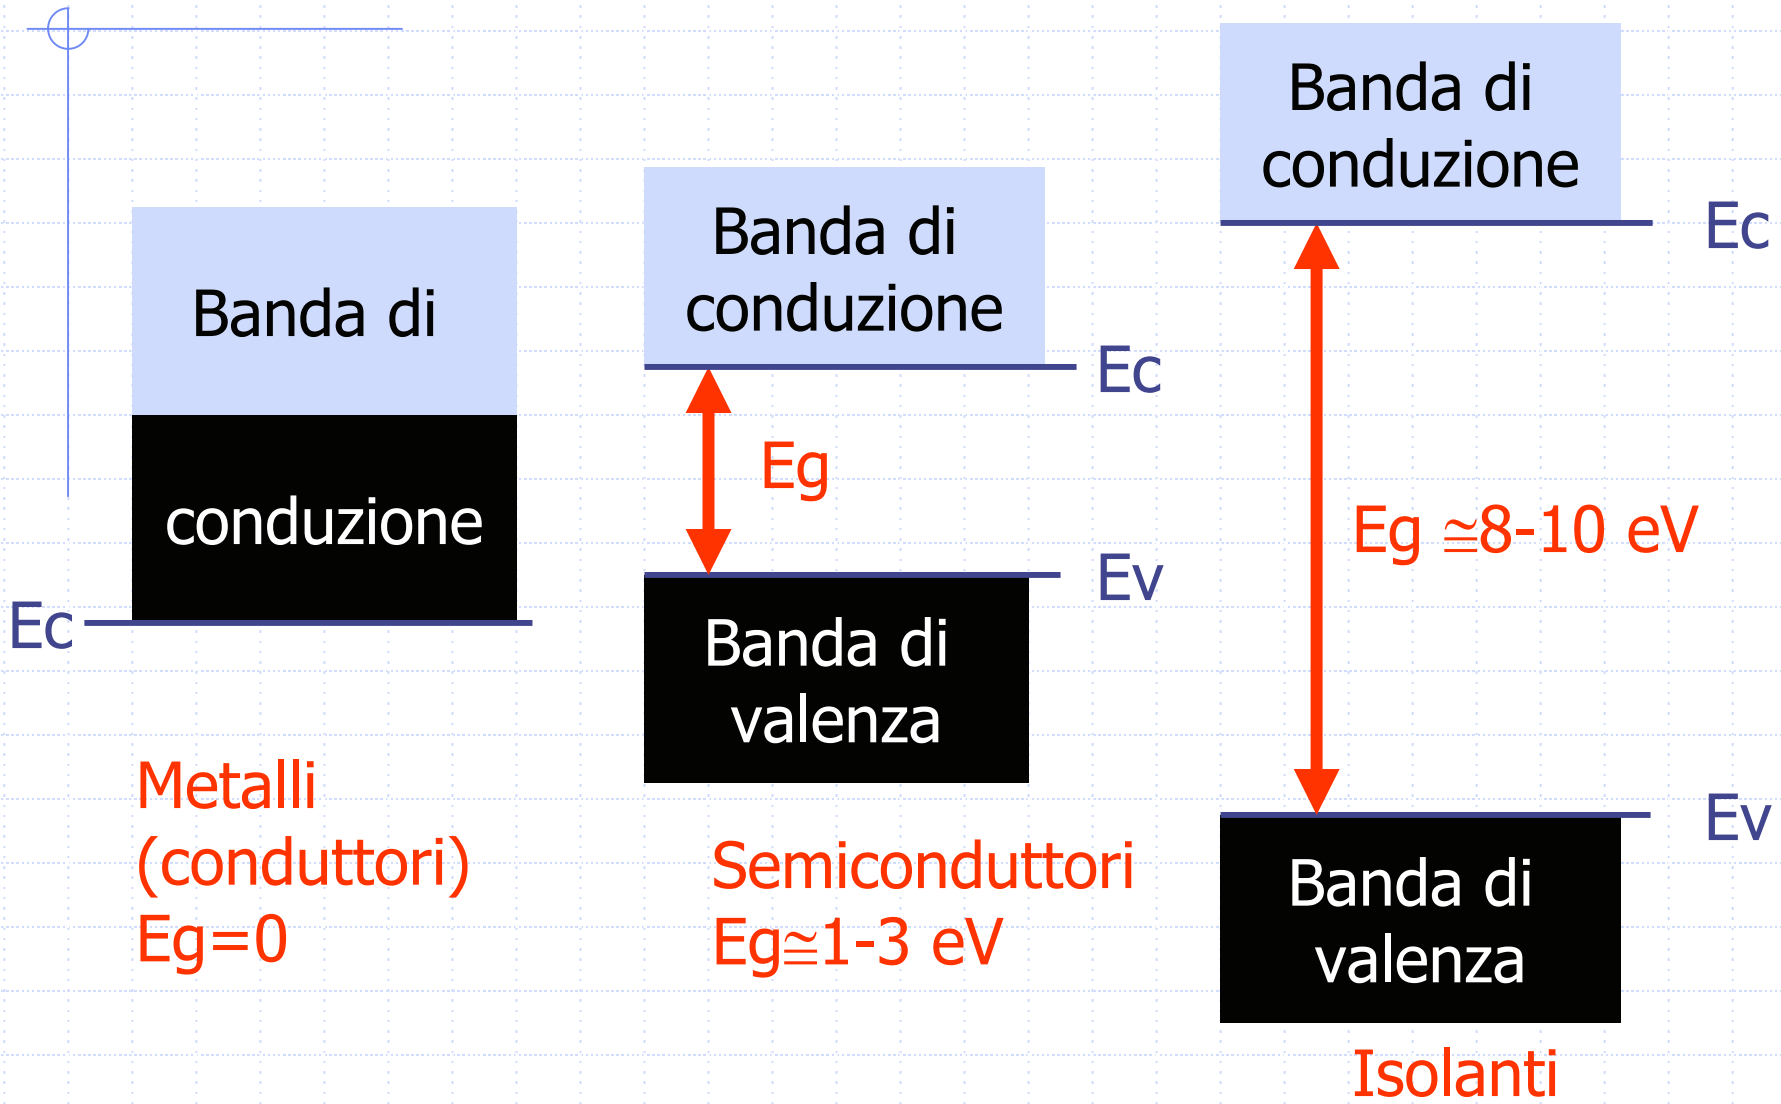 Banda di
conduzione
Ec
Metalli
(conduttori)
Eg=0
Banda di
conduzione
Ec
Eg
Ev
Banda di
valenza
Semiconduttori
Eg≅1-3 eV
Banda di
conduzione
Ec
Eg ≅8-10 eV
Ev
Banda di
valenza
Isolanti